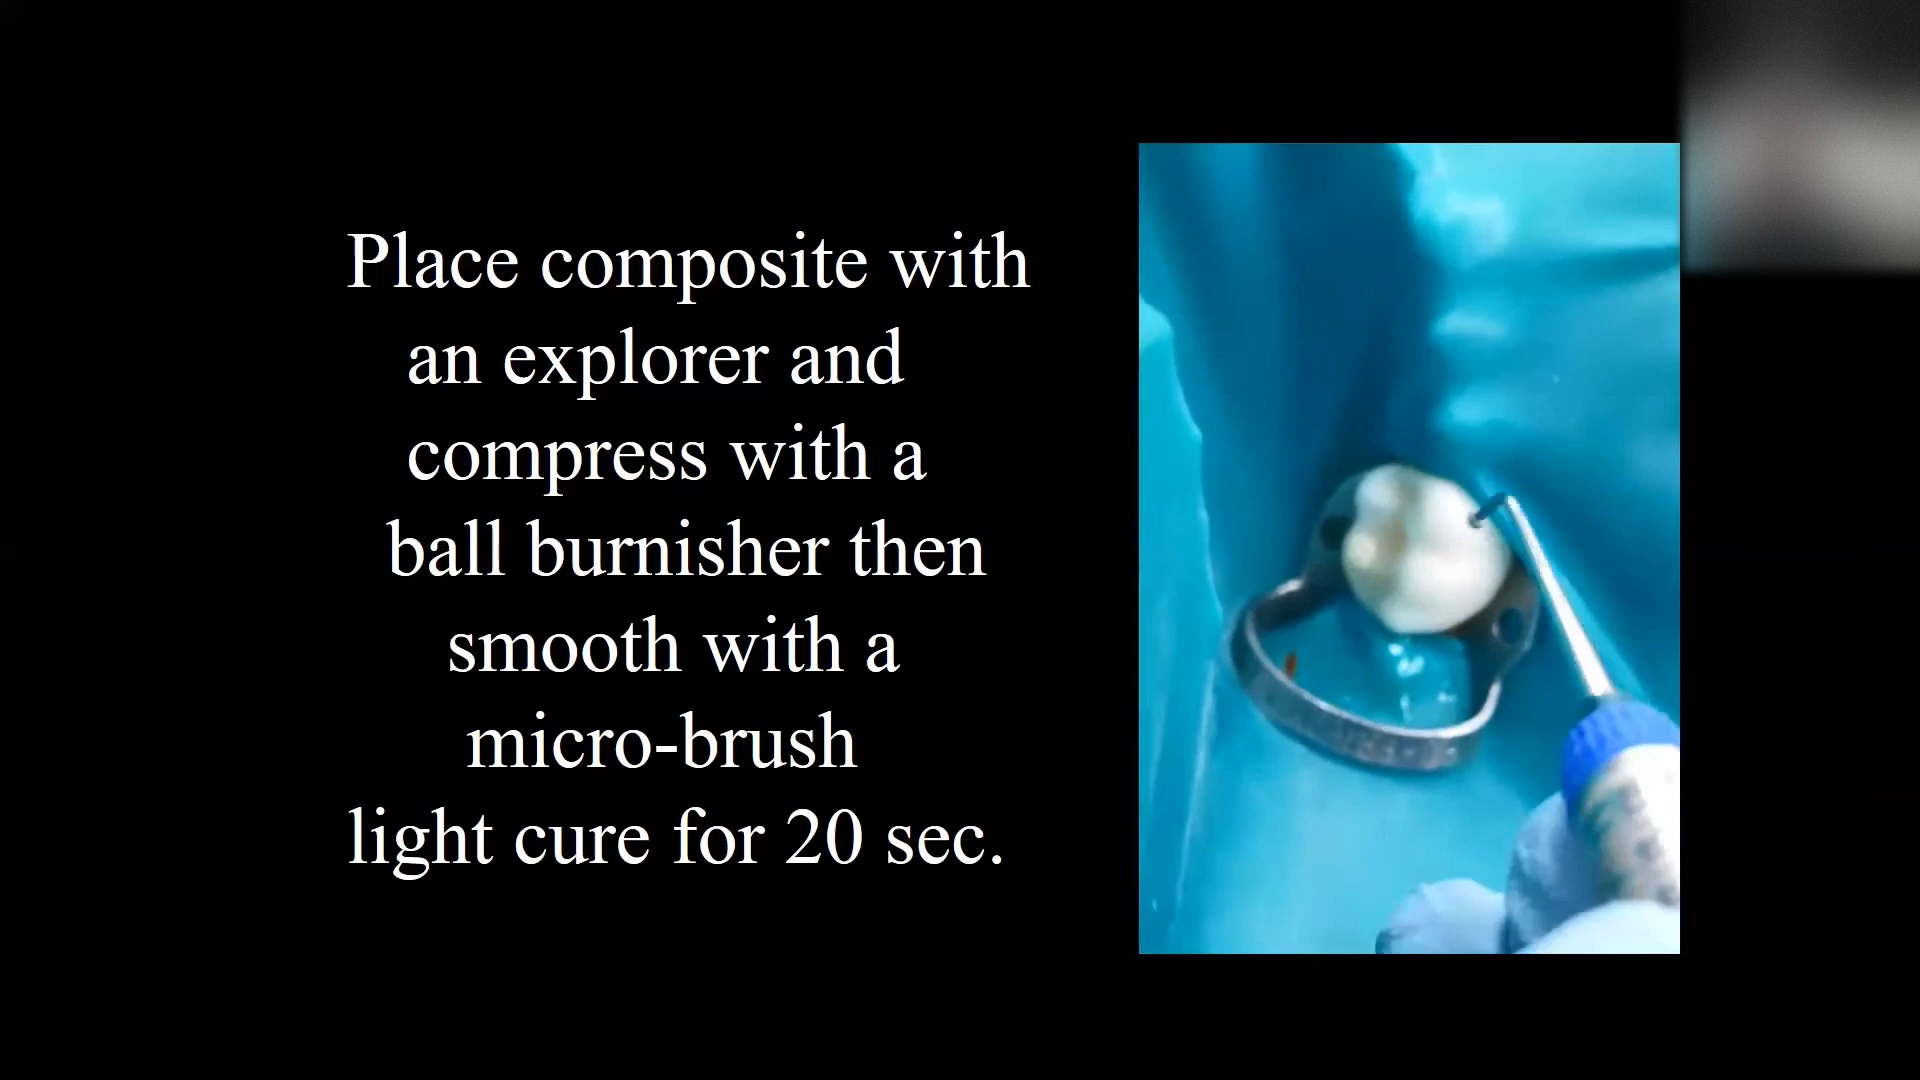 Place composite with
an explorer and
compress with a
ball burnisher then
smooth with a
micro-brush
light cure for 20 sec.